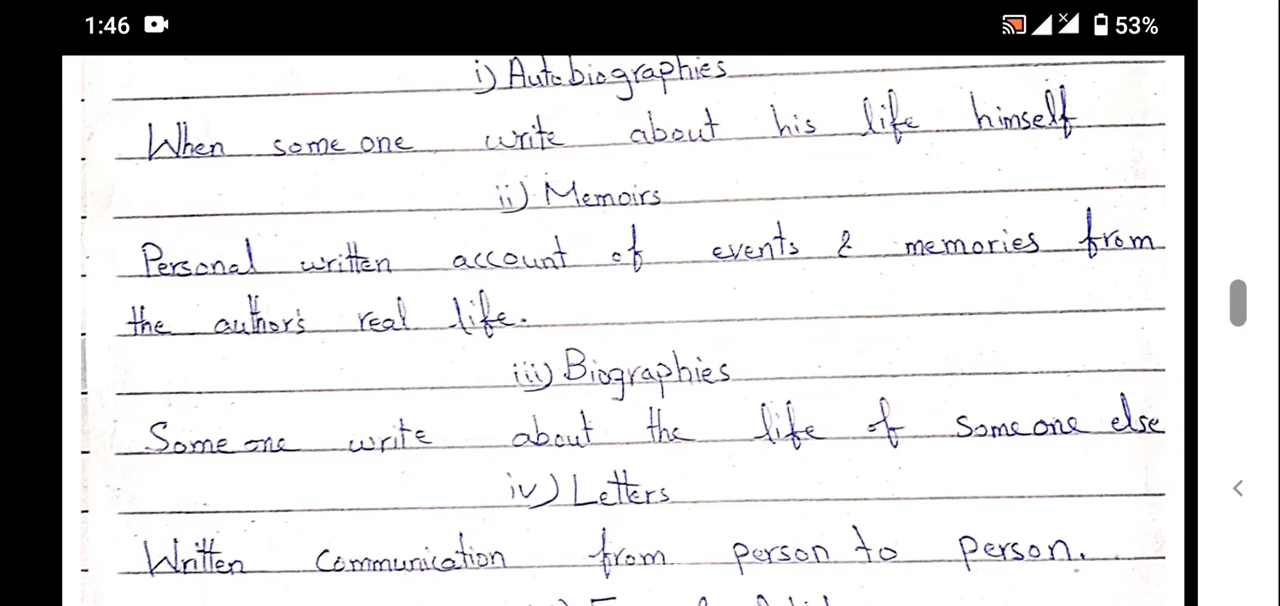 1:46
53%
i) Autobiographies
When some one write about his life himself
ii) Memoirs
Personal written account of events & memories from
the author's real life.
iii) Biographies
Some one write about the life of some one else
iv) Letters
Written communication from person to person.